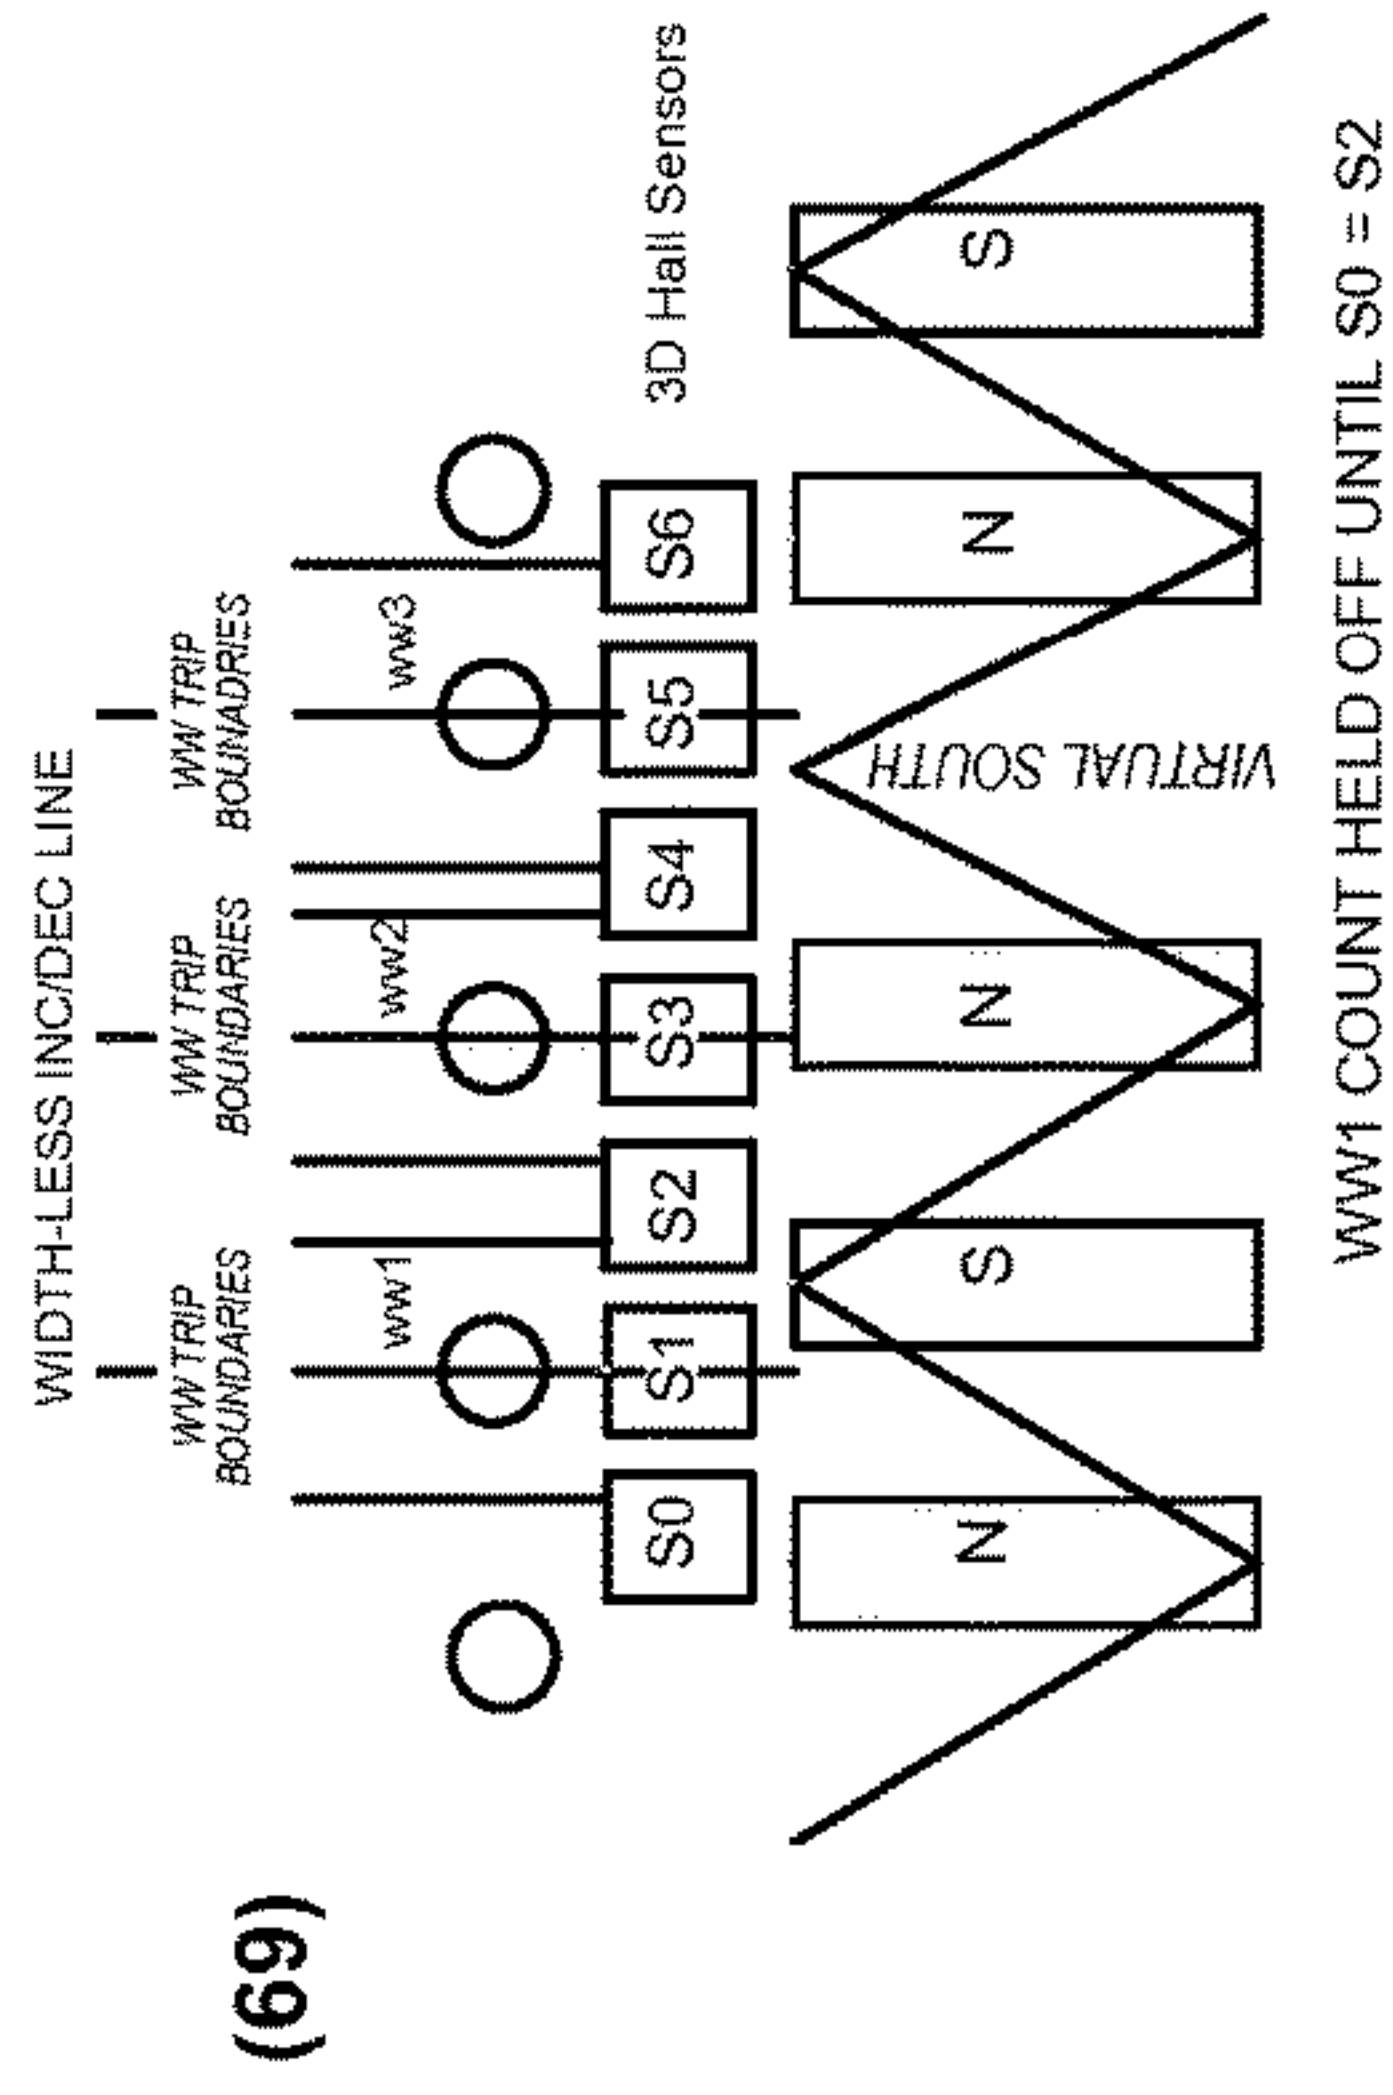 (69)
WIDTH-LESS INC/DEC LINE
WW TRIP
BOUNDARIES
WW TRIP
BOUNDARIES
WW TRIP
BOUNADRIES
ww1
ww2
ww3
S0
S1
S2
S3
S4
S5
S6
3D Hall Sensors
N
S
N
VIRTUAL SOUTH
N
S
WW1 COUNT HELD OFF UNTIL S0 = S2